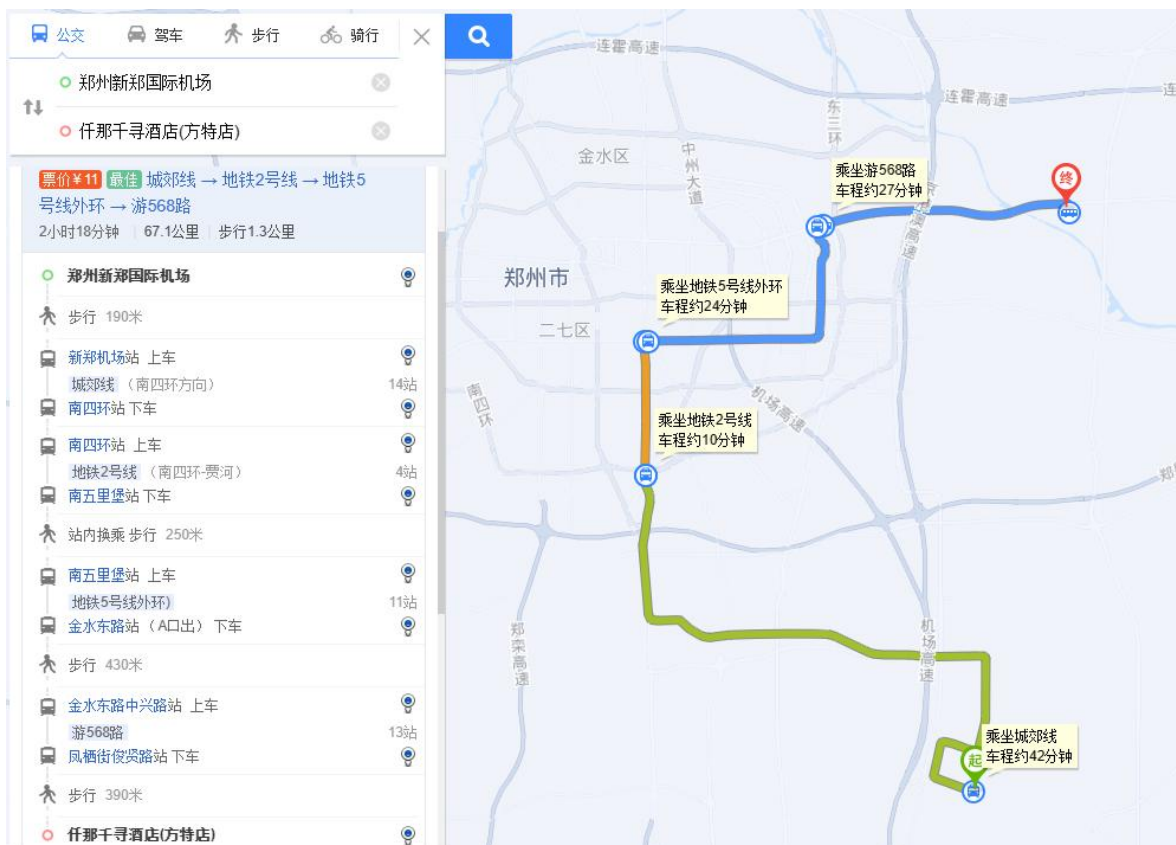 公交 驾车 步行 骑行
郑州新郑国际机场
仟那千寻酒店(方特店)
票价¥11 最佳 城郊线 → 地铁2号线 → 地铁5
号线外环 → 游568路
2小时18分钟 67.1公里 步行1.3公里
郑州新郑国际机场
步行 190米
新郑机场站 上车
城郊线 (南四环方向) 14站
南四环站 下车
南四环站 上车
地铁2号线 (南四环-贾河) 4站
南五里堡站 下车
站内换乘 步行 250米
南五里堡站 上车
地铁5号线外环) 11站
金水东路站 (A口出) 下车
步行 430米
金水东路中兴路站 上车
游568路 13站
凤栖街俊贤路站 下车
步行 390米
仟那千寻酒店(方特店)
连霍高速
连霍高速
连
东三环
金水区
中州大道
乘坐游568路
车程约27分钟
终
京港澳高速
郑州市
乘坐地铁5号线外环
车程约24分钟
二七区
南四环
机场高速
乘坐地铁2号线
车程约10分钟
郑栾高速
机场高速
乘坐城郊线
车程约42分钟
起